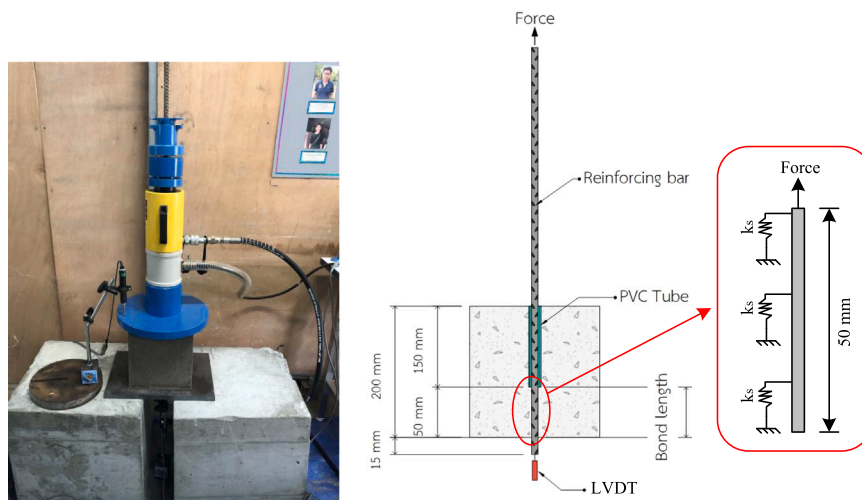 Force
Reinforcing bar
PVC Tube
200 mm
150 mm
50 mm
15 mm
Bond length
LVDT
Force
ks
ks
ks
50 mm